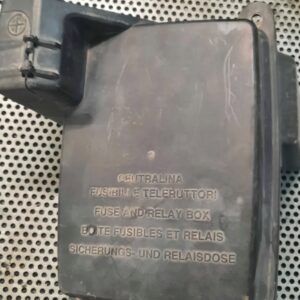 CENTRALINA
FUSIBILI E TELERUTTORI
FUSE AND RELAY BOX
BOITE FUSIBLES ET RELAIS
SICHERUNGS- UND RELAISDOSE